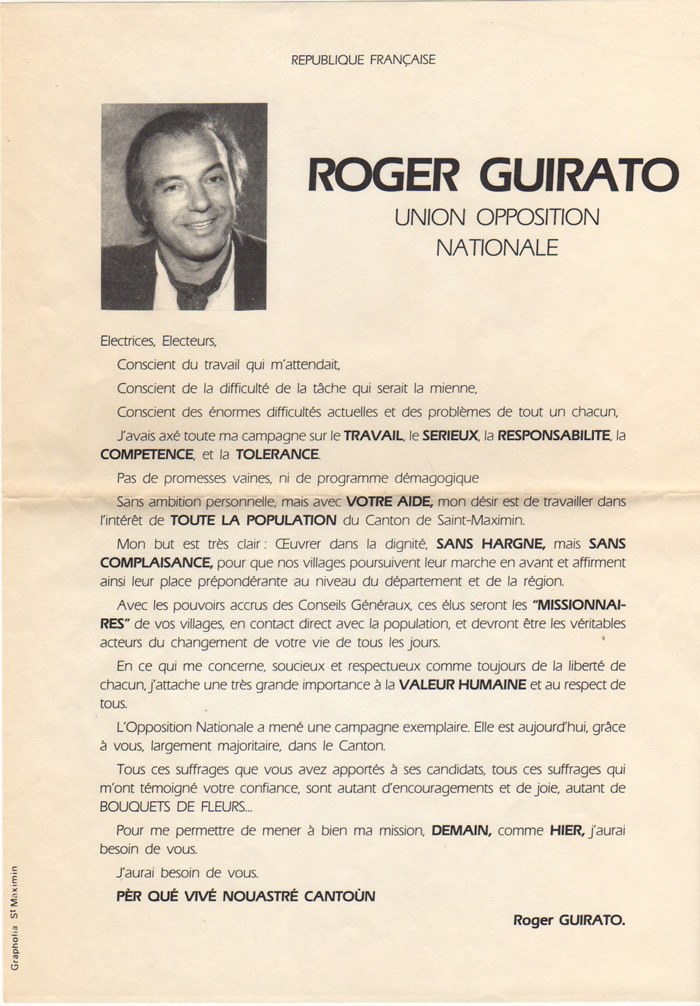 REPUBLIQUE FRANÇAISE
ROGER GUIRATO
UNION OPPOSITION
NATIONALE
Electrices, Electeurs,
Conscient du travail qui m'attendait,
Conscient de la difficulté de la tâche qui serait la mienne,
Conscient des énormes difficultés actuelles et des problèmes de tout un chacun,
J'avais axé toute ma campagne sur le TRAVAIL, le SERIEUX, la RESPONSABILITE, la
COMPETENCE, et la TOLERANCE.
Pas de promesses vaines, ni de programme démagogique
Sans ambition personnelle, mais avec VOTRE AIDE, mon désir est de travailler dans
l'intérêt de TOUTE LA POPULATION du Canton de Saint-Maximin.
Mon but est très clair : Œuvrer dans la dignité, SANS HARGNE, mais SANS
COMPLAISANCE, pour que nos villages poursuivent leur marche en avant et affirment
ainsi leur place prépondérante au niveau du département et de la région.
Avec les pouvoirs accrus des Conseils Généraux, ces élus seront les "MISSIONNAI-
RES" de vos villages, en contact direct avec la population, et devront être les véritables
acteurs du changement de votre vie de tous les jours.
En ce qui me concerne, soucieux et respectueux comme toujours de la liberté de
chacun, j'attache une très grande importance à la VALEUR HUMAINE et au respect de
tous.
L'Opposition Nationale a mené une campagne exemplaire. Elle est aujourd'hui, grâce
à vous, largement majoritaire, dans le Canton.
Tous ces suffrages que vous avez apportés à ses candidats, tous ces suffrages qui
m'ont témoigné votre confiance, sont autant d'encouragements et de joie, autant de
BOUQUETS DE FLEURS...
Pour me permettre de mener à bien ma mission, DEMAIN, comme HIER, j'aurai
besoin de vous.
J'aurai besoin de vous.
PÈR QUÉ VIVÉ NOUASTRÉ CANTOÙN
Roger GUIRATO.
Grapholia St Maximin